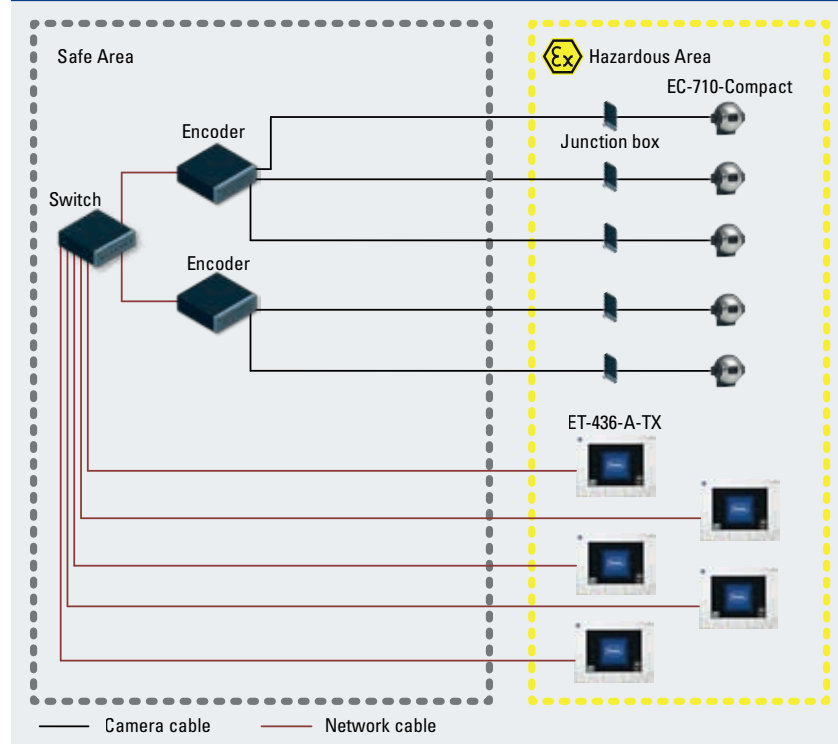 Safe Area
Ex Hazardous Area
EC-710-Compact
Encoder
Junction box
Switch
Encoder
ET-436-A-TX
Camera cable
Network cable